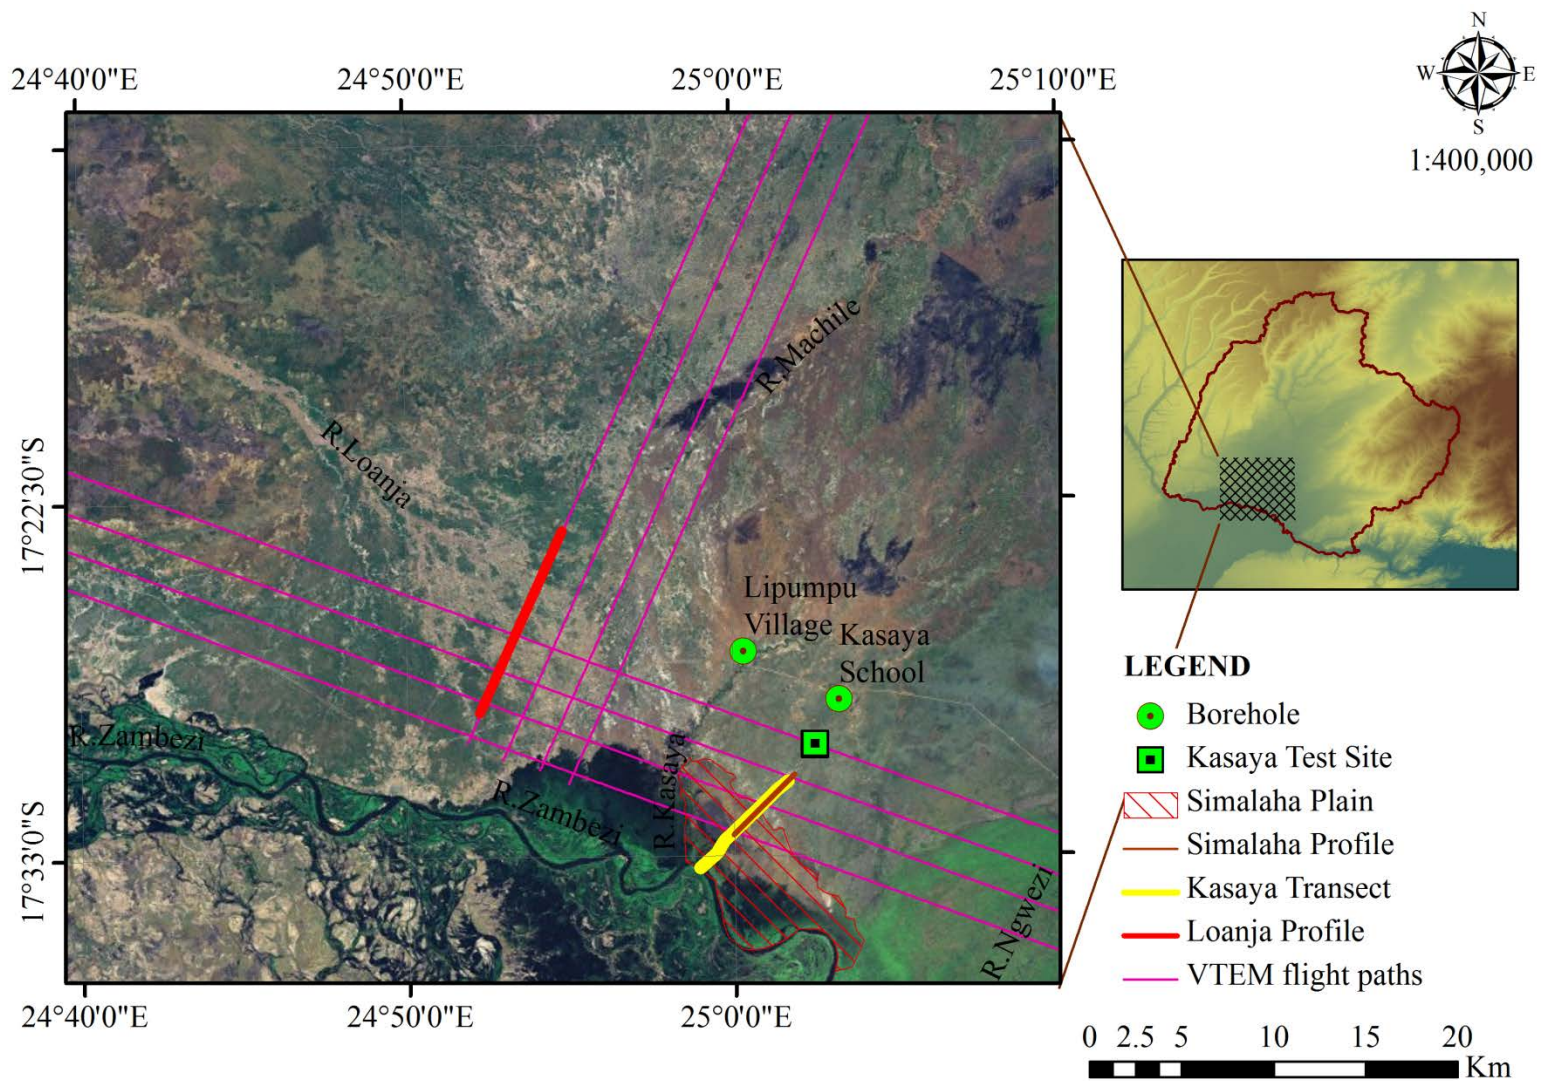 N
W E
S
1:400,000
24°40'0"E 24°50'0"E 25°0'0"E 25°10'0"E
17°22'30"S
17°33'0"S
R.Machile
R.Loanja
Lipumpu
Village
Kasaya
School
R.Zambezi
R.Zambezi
R.Kasaya
R.Ngwezi
24°40'0"E 24°50'0"E 25°0'0"E
LEGEND
Borehole
Kasaya Test Site
Simalaha Plain
Simalaha Profile
Kasaya Transect
Loanja Profile
VTEM flight paths
0 2.5 5 10 15 20
Km